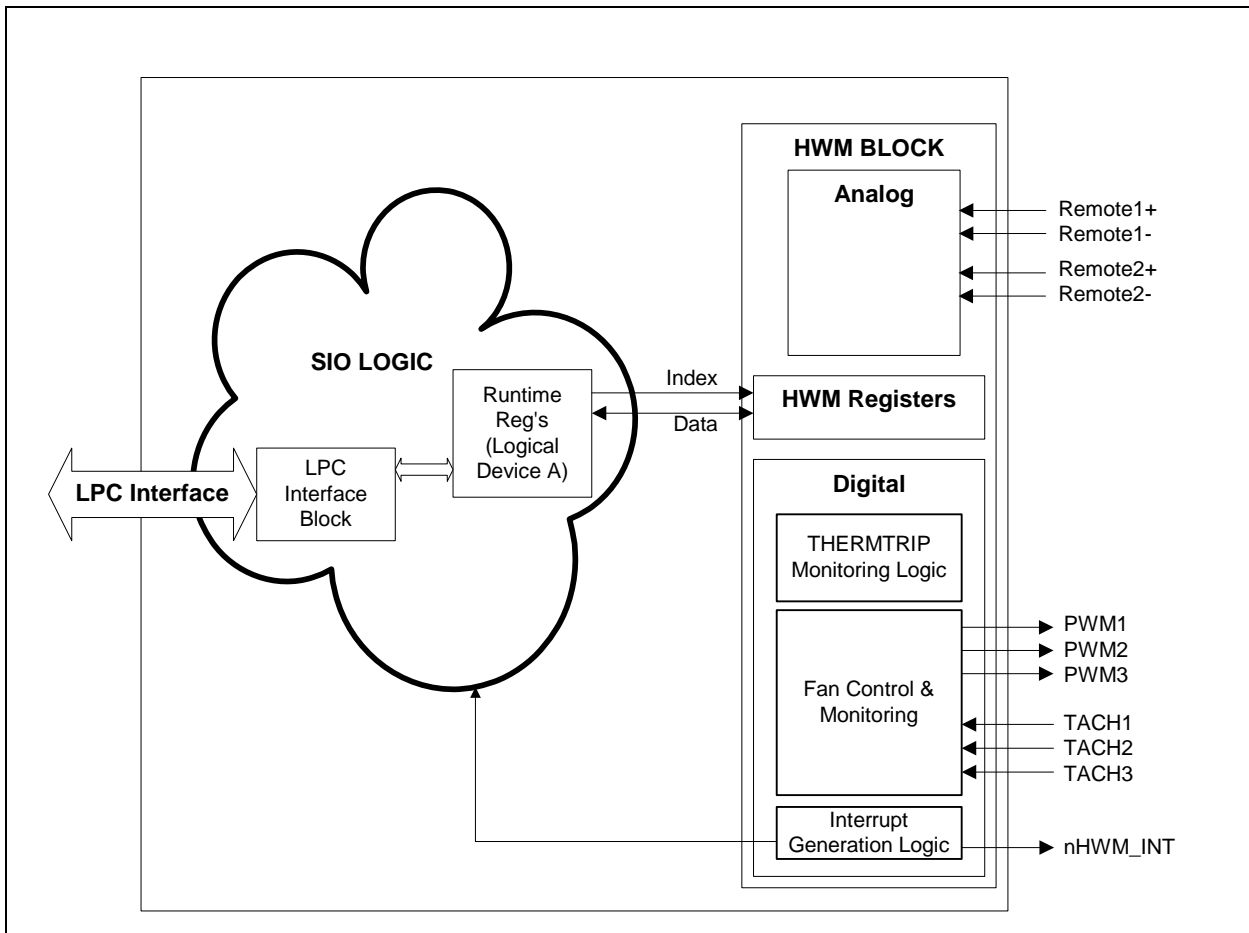 HWM BLOCK
Analog
Remote1+
Remote1-
Remote2+
Remote2-
SIO LOGIC
Runtime
Reg's
(Logical
Device A)
Index
Data
HWM Registers
LPC Interface
LPC
Interface
Block
Digital
THERMTRIP
Monitoring Logic
Fan Control &
Monitoring
PWM1
PWM2
PWM3
TACH1
TACH2
TACH3
Interrupt
Generation Logic
nHWM_INT